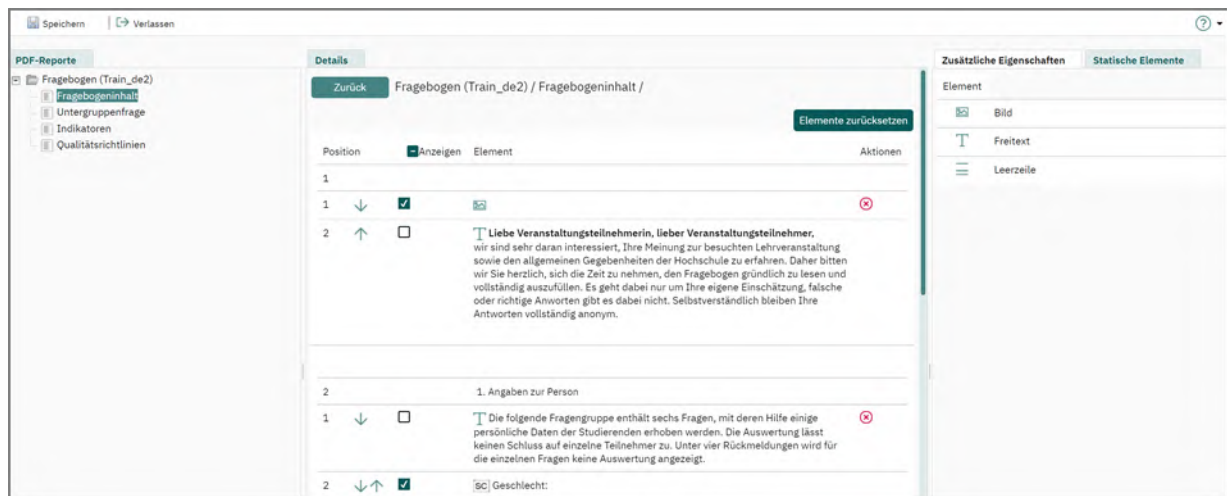 Speichern
Verlassen
?
PDF-Reporte
Fragebogen (Train_de2)
Fragebogeninhalt
Untergruppenfrage
Indikatoren
Qualitätsrichtlinien
Details
Zurück
Fragebogen (Train_de2) / Fragebogeninhalt /
Elemente zurücksetzen
Position Anzeigen Element Aktionen
1
1
2 T Liebe Veranstaltungsteilnehmerin, lieber Veranstaltungsteilnehmer,
wir sind sehr daran interessiert, Ihre Meinung zur besuchten Lehrveranstaltung
sowie den allgemeinen Gegebenheiten der Hochschule zu erfahren. Daher bitten
wir Sie herzlich, sich die Zeit zu nehmen, den Fragebogen gründlich zu lesen und
vollständig auszufüllen. Es geht dabei nur um Ihre eigene Einschätzung, falsche
oder richtige Anworten gibt es dabei nicht. Selbstverständlich bleiben Ihre
Antworten vollständig anonym.
2 1. Angaben zur Person
1 T Die folgende Fragengruppe enthält sechs Fragen, mit deren Hilfe einige
persönliche Daten der Studierenden erhoben werden. Die Auswertung lässt
keinen Schluss auf einzelne Teilnehmer zu. Unter vier Rückmeldungen wird für
die einzelnen Fragen keine Auswertung angezeigt.
2 SC Geschlecht:
Zusätzliche Eigenschaften
Statische Elemente
Element
Bild
T Freitext
Leerzeile